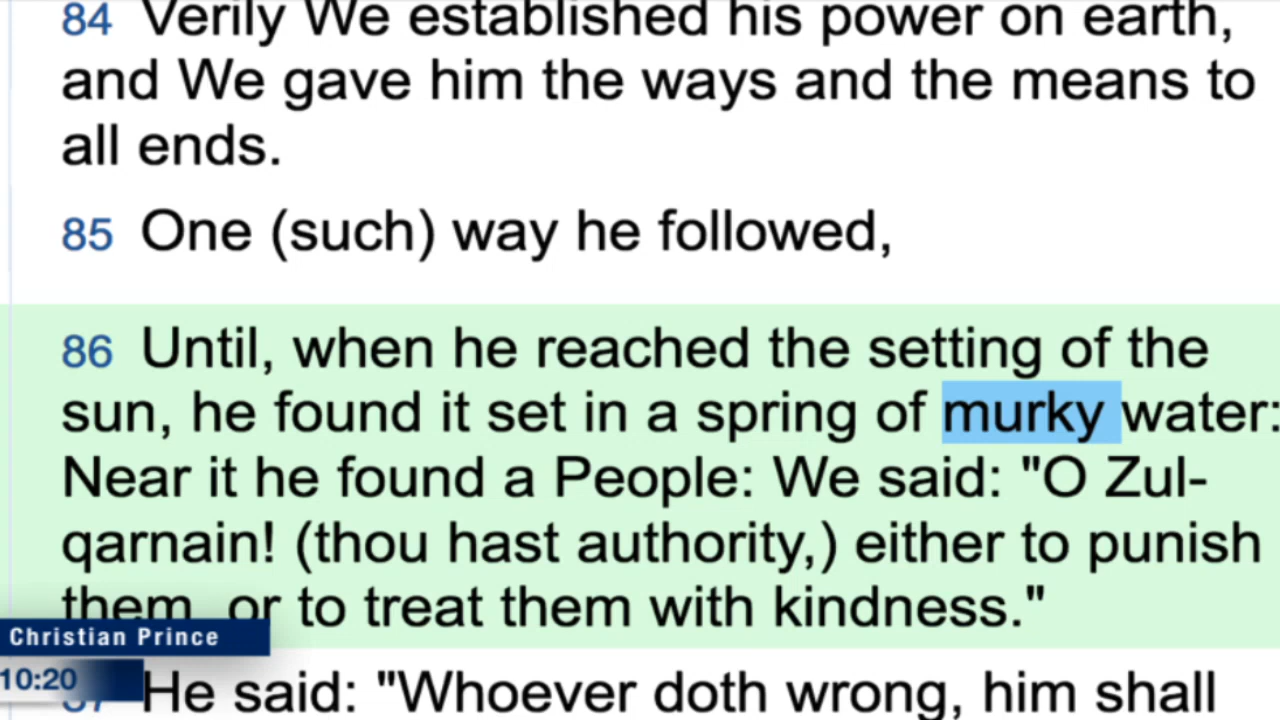 84 Verily We established his power on earth,
and We gave him the ways and the means to
all ends.
85 One (such) way he followed,
86 Until, when he reached the setting of the
sun, he found it set in a spring of murky water:
Near it he found a People: We said: "O Zul-
qarnain! (thou hast authority,) either to punish
them, or to treat them with kindness."
Christian Prince
10:20
87 He said: "Whoever doth wrong, him shall